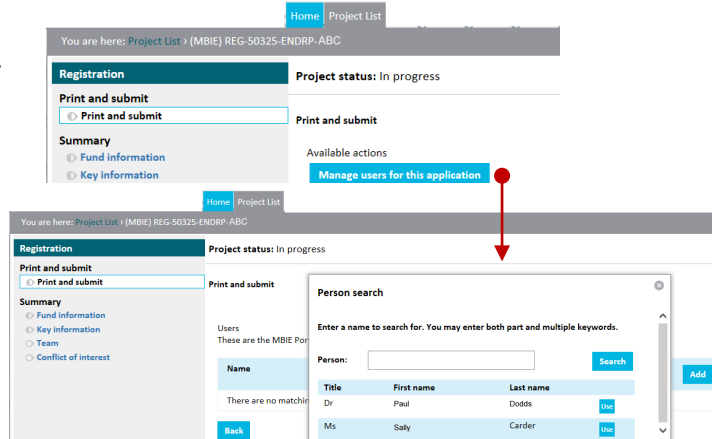 Home Project List
You are here: Project List › (MBIE) REG-50325-ENDRP-ABC
Registration
Project status: In progress
Print and submit
Print and submit
Print and submit
Summary
Available actions
Fund information
Manage users for this application
Key information
Home Project List
You are here: Project List › (MBIE) REG-50325-ENDRP-ABC
Registration
Project status: In progress
Print and submit
Print and submit
Print and submit
Summary
Fund information
Key information
Team
Conflict of interest
Users
These are the MBIE Por
Name
There are no matchin
Back
Add
Person search
Enter a name to search for. You may enter both part and multiple keywords.
Person:
Search
Title First name Last name
Dr Paul Dodds Use
Ms Sally Carder Use